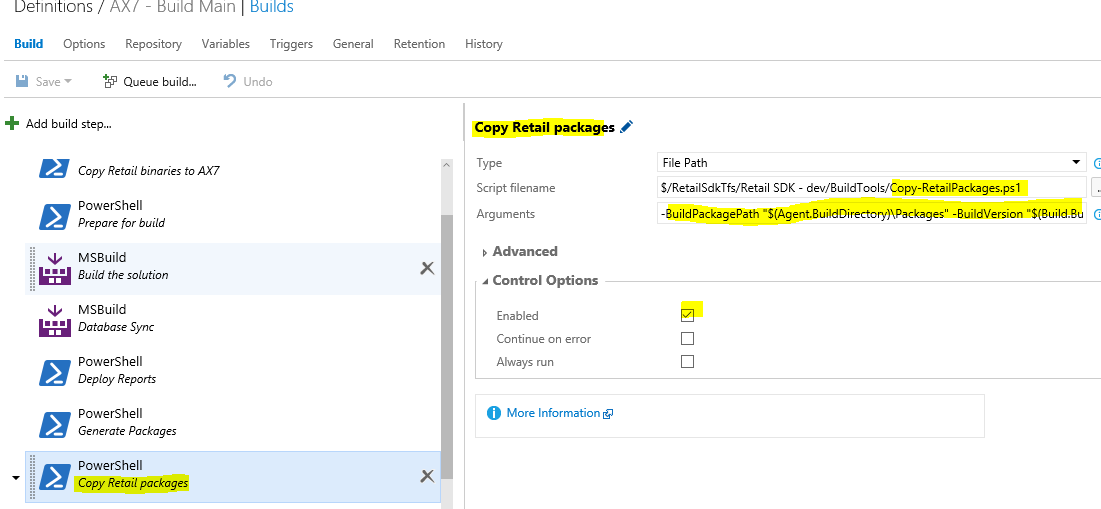 Definitions / AX7 - Build Main | Builds
Build Options Repository Variables Triggers General Retention History
Save Queue build... Undo
Add build step...
Copy Retail binaries to AX7
PowerShell
Prepare for build
MSBuild
Build the solution
MSBuild
Database Sync
PowerShell
Deploy Reports
PowerShell
Generate Packages
PowerShell
Copy Retail packages
Copy Retail packages
Type File Path
Script filename $/RetailSdkTfs/Retail SDK - dev/BuildTools/Copy-RetailPackages.ps1 ...
Arguments -BuildPackagePath "$(Agent.BuildDirectory)\Packages" -BuildVersion "$(Build.Bu
Advanced
Control Options
Enabled
Continue on error
Always run
More Information